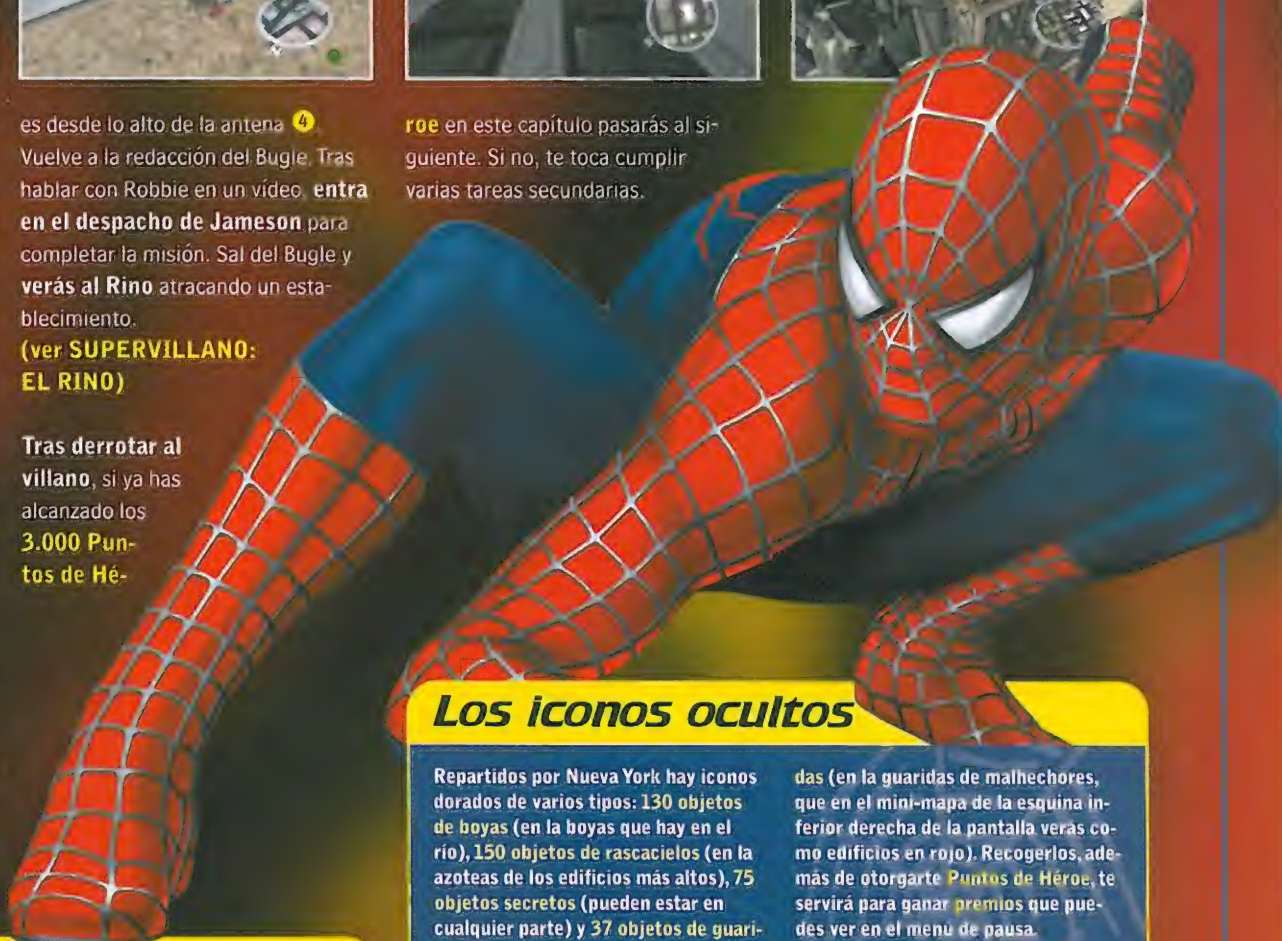 es desde lo alto de la antena 4
Vuelve a la redacción del Bugle. Tras
hablar con Robbie en un vídeo, entra
en el despacho de Jameson para
completar la misión. Sal del Bugle y
verás al Rino atracando un esta-
blecimiento.
(ver SUPERVILLANO:
EL RINO)
Tras derrotar al
villano, si ya has
alcanzado los
3.000 Pun-
tos de Hé-
roe en este capítulo pasarás al si-
guiente. Si no, te toca cumplir
varias tareas secundarias.
Los iconos ocultos
Repartidos por Nueva York hay iconos
dorados de varios tipos: 130 objetos
de boyas (en la boyas que hay en el
río), 150 objetos de rascacielos (en la
azoteas de los edificios más altos), 75
objetos secretos (pueden estar en
cualquier parte) y 37 objetos de guari-
das (en la guaridas de malhechores,
que en el mini-mapa de la esquina in-
ferior derecha de la pantalla verás co-
mo edificios en rojo). Recogerlos, ade-
más de otorgarte Puntos de Héroe, te
servirá para ganar premios que pue-
des ver en el menú de pausa.